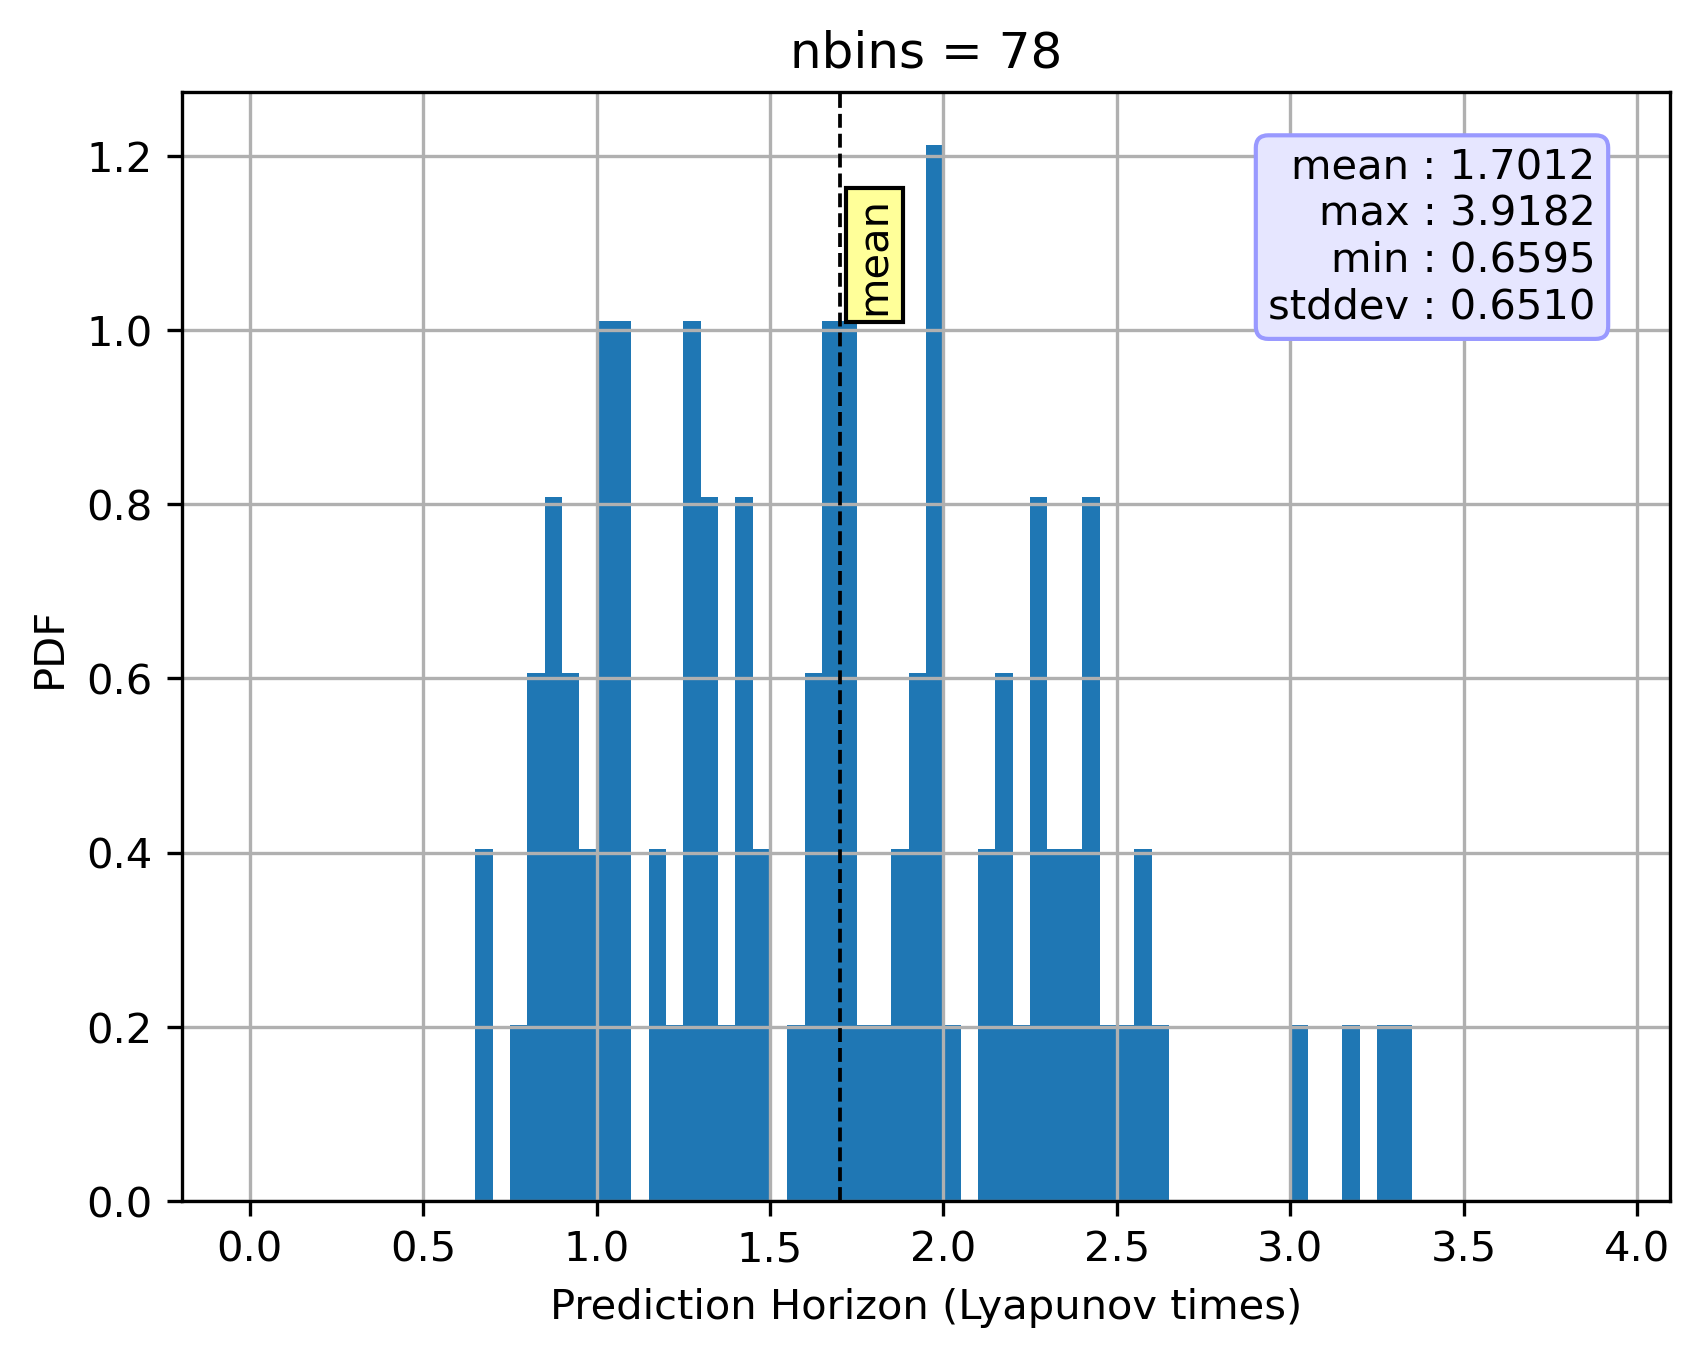 nbins = 78
mean : 1.7012
max : 3.9182
min : 0.6595
stddev : 0.6510
mean
PDF
1.2
1.0
0.8
0.6
0.4
0.2
0.0
0.0 0.5 1.0 1.5 2.0 2.5 3.0 3.5 4.0
Prediction Horizon (Lyapunov times)